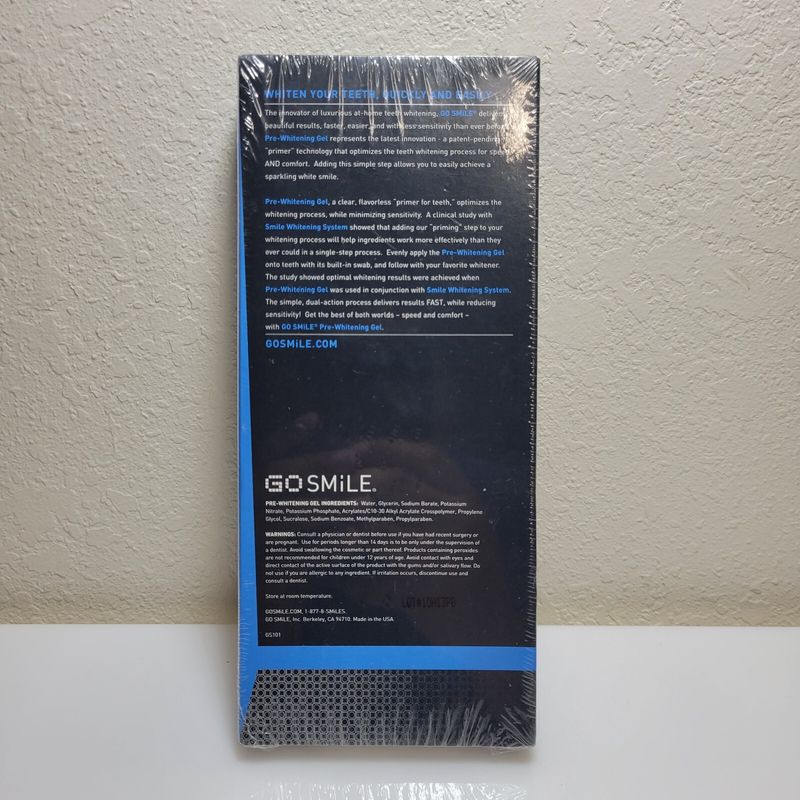 WHITEN YOUR TEETH, QUICKLY AND EASILY
The innovator of luxurious at-home teeth whitening, GO SMiLE® delivers
beautiful results, faster, easier, and with less sensitivity than ever before.
Pre-Whitening Gel represents the latest innovation - a patent-pending
"primer" technology that optimizes the teeth whitening process for speed
AND comfort. Adding this simple step allows you to easily achieve a
sparkling white smile.
Pre-Whitening Gel, a clear, flavorless "primer for teeth," optimizes the
whitening process, while minimizing sensitivity. A clinical study with
Smile Whitening System showed that adding our "priming" step to your
whitening process will help ingredients work more effectively than they
ever could in a single-step process. Evenly apply the Pre-Whitening Gel
onto teeth with its built-in swab, and follow with your favorite whitener.
The study showed optimal whitening results were achieved when
Pre-Whitening Gel was used in conjunction with Smile Whitening System.
The simple, dual-action process delivers results FAST, while reducing
sensitivity! Get the best of both worlds – speed and comfort –
with GO SMiLE® Pre-Whitening Gel.
GOSMiLE.COM
GO SMiLE®
PRE-WHITENING GEL INGREDIENTS: Water, Glycerin, Sodium Borate, Potassium
Nitrate, Potassium Phosphate, Acrylates/C10-30 Alkyl Acrylate Crosspolymer, Propylene
Glycol, Sucralose, Sodium Benzoate, Methylparaben, Propylparaben.
WARNINGS: Consult a physician or dentist before use if you have had recent surgery or
are pregnant. Use for periods longer than 14 days is to be only under the supervision of
a dentist. Avoid swallowing the cosmetic or part thereof. Products containing peroxides
are not recommended for children under 12 years of age. Avoid contact with eyes and
direct contact of the active surface of the product with the gums and/or salivary flow. Do
not use if you are allergic to any ingredient. If irritation occurs, discontinue use and
consult a dentist.
Store at room temperature.
GOSMiLE.COM, 1-877-8-SMiLES.
GO SMiLE, Inc. Berkeley, CA 94710. Made in the USA.
GS101